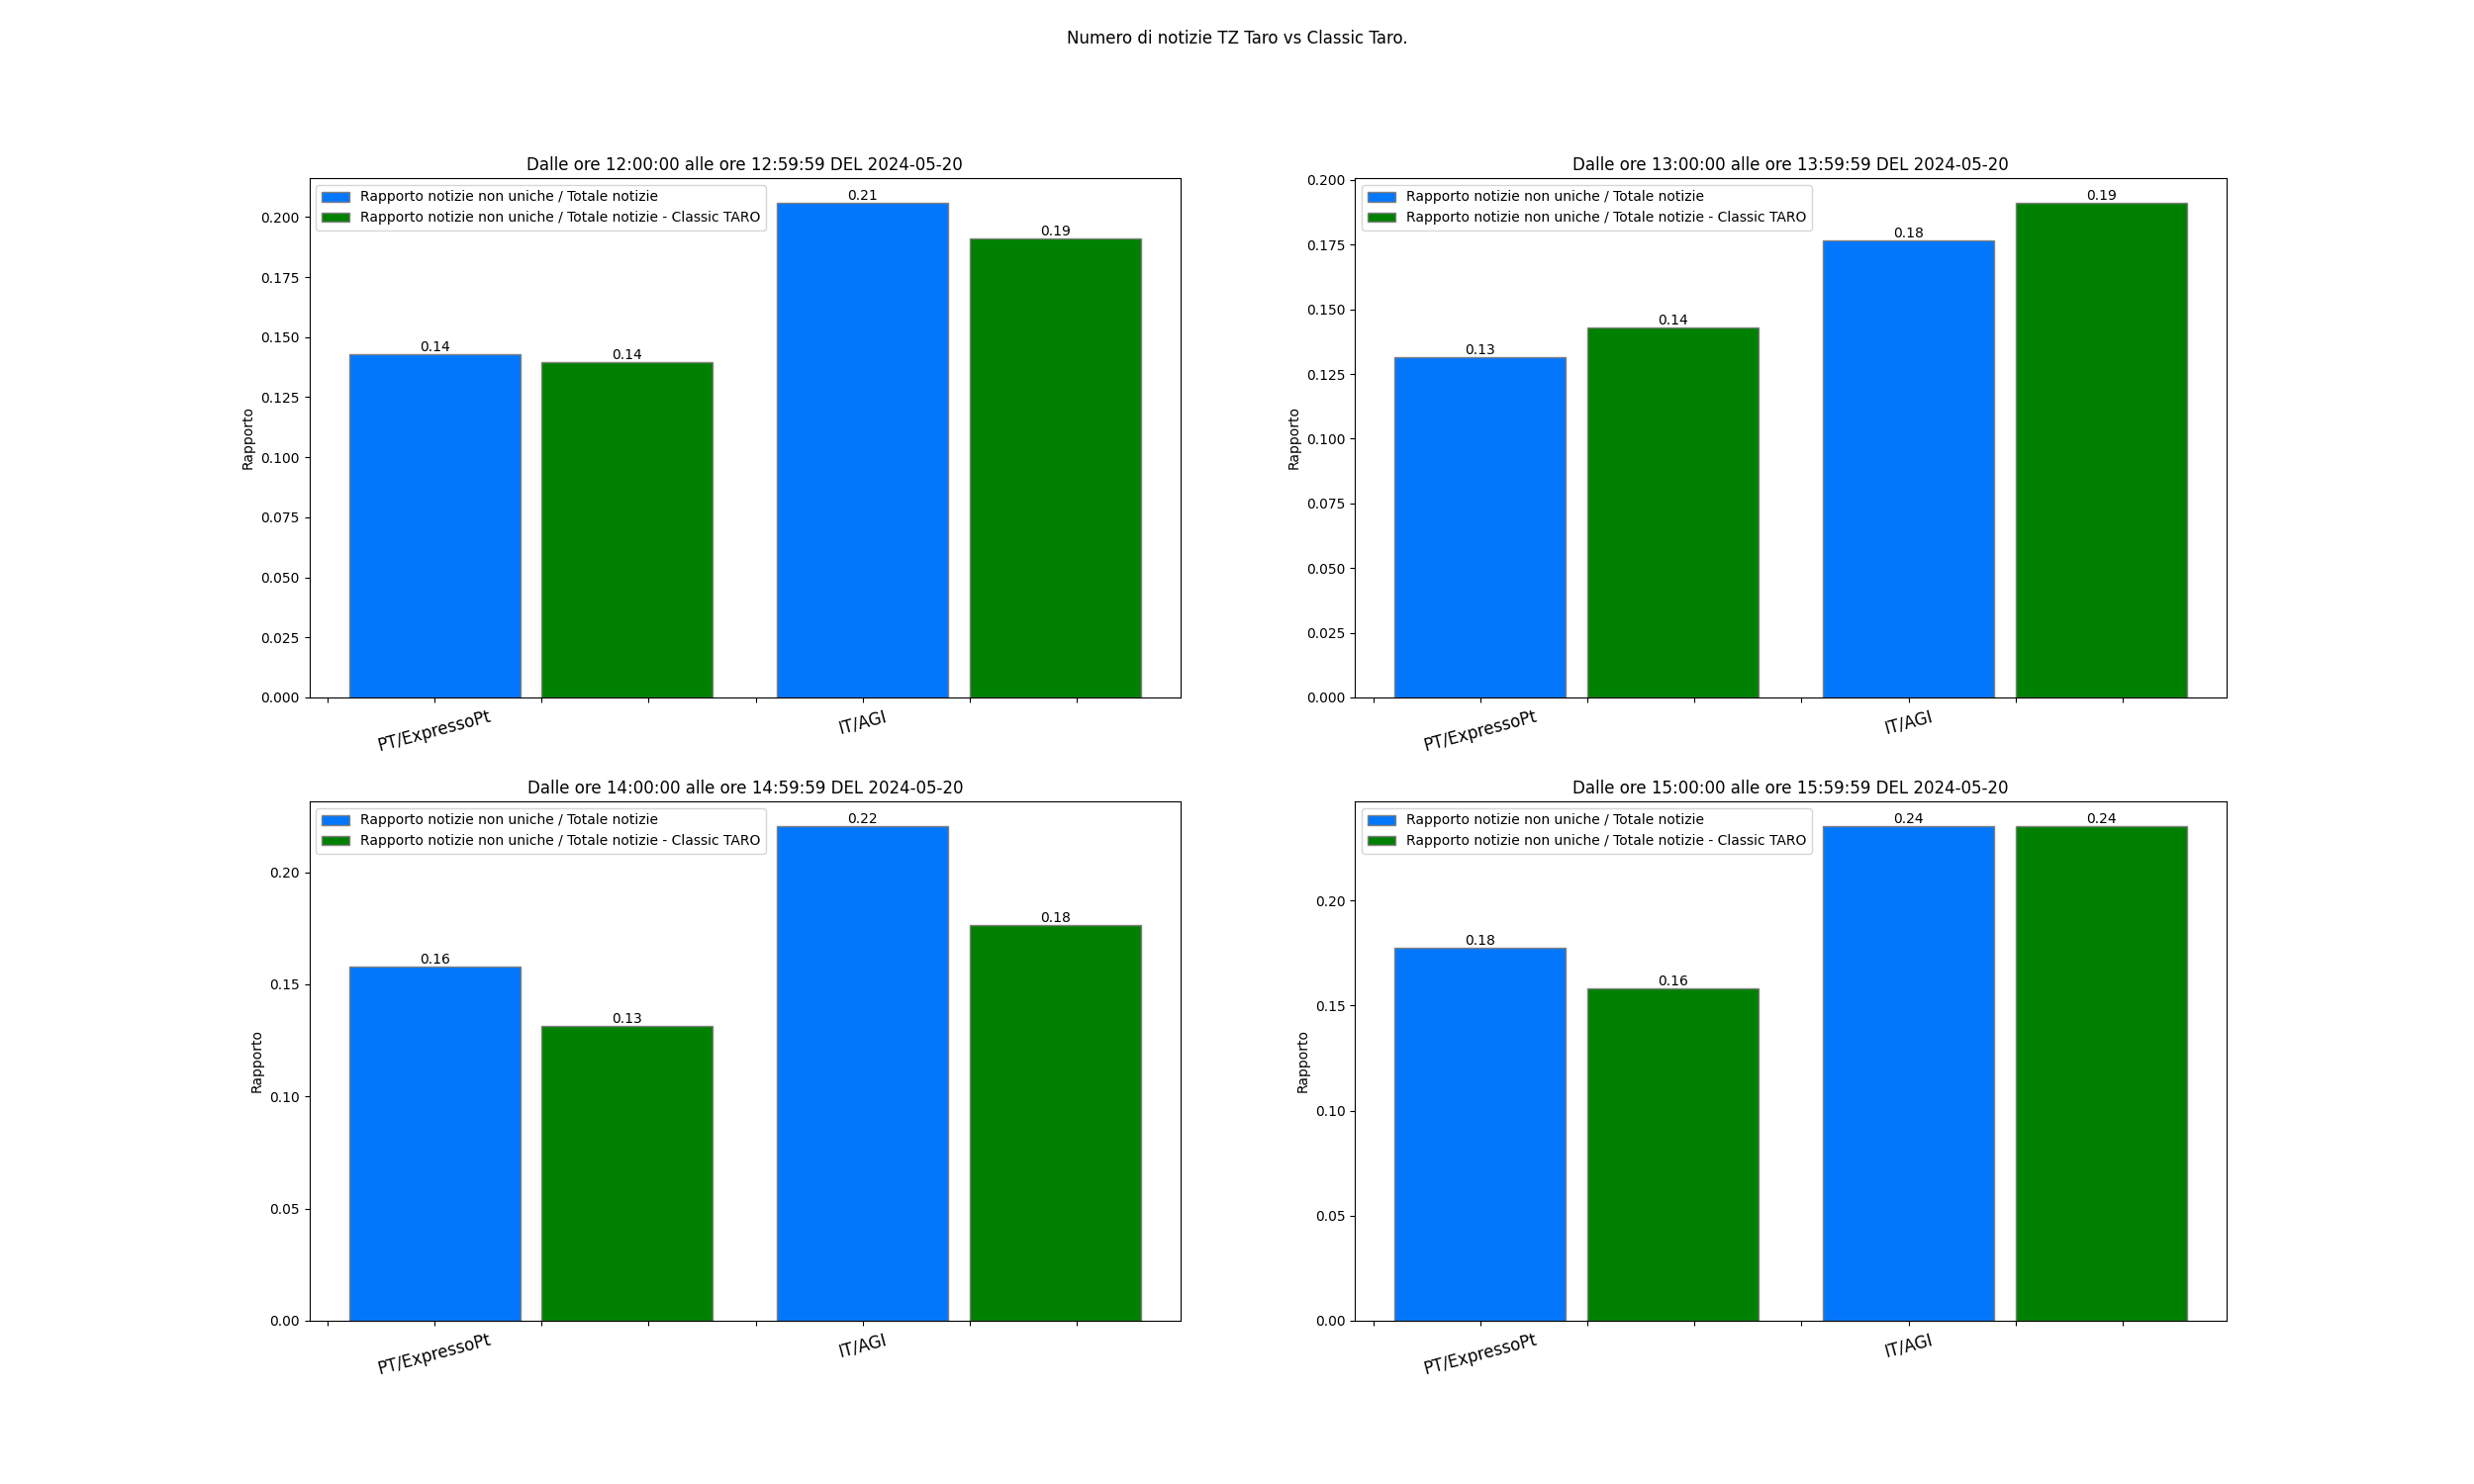 Numero di notizie TZ Taro vs Classic Taro.
Dalle ore 12:00:00 alle ore 12:59:59 DEL 2024-05-20
Rapporto notizie non uniche / Totale notizie
Rapporto notizie non uniche / Totale notizie - Classic TARO
0.14
0.14
0.21
0.19
0.200
0.175
0.150
0.125
0.100
0.075
0.050
0.025
0.000
Rapporto
PT/ExpressoPt
IT/AGI
Dalle ore 13:00:00 alle ore 13:59:59 DEL 2024-05-20
Rapporto notizie non uniche / Totale notizie
Rapporto notizie non uniche / Totale notizie - Classic TARO
0.13
0.14
0.18
0.19
0.200
0.175
0.150
0.125
0.100
0.075
0.050
0.025
0.000
Rapporto
PT/ExpressoPt
IT/AGI
Dalle ore 14:00:00 alle ore 14:59:59 DEL 2024-05-20
Rapporto notizie non uniche / Totale notizie
Rapporto notizie non uniche / Totale notizie - Classic TARO
0.16
0.13
0.22
0.18
0.20
0.15
0.10
0.05
0.00
Rapporto
PT/ExpressoPt
IT/AGI
Dalle ore 15:00:00 alle ore 15:59:59 DEL 2024-05-20
Rapporto notizie non uniche / Totale notizie
Rapporto notizie non uniche / Totale notizie - Classic TARO
0.18
0.16
0.24
0.24
0.20
0.15
0.10
0.05
0.00
Rapporto
PT/ExpressoPt
IT/AGI